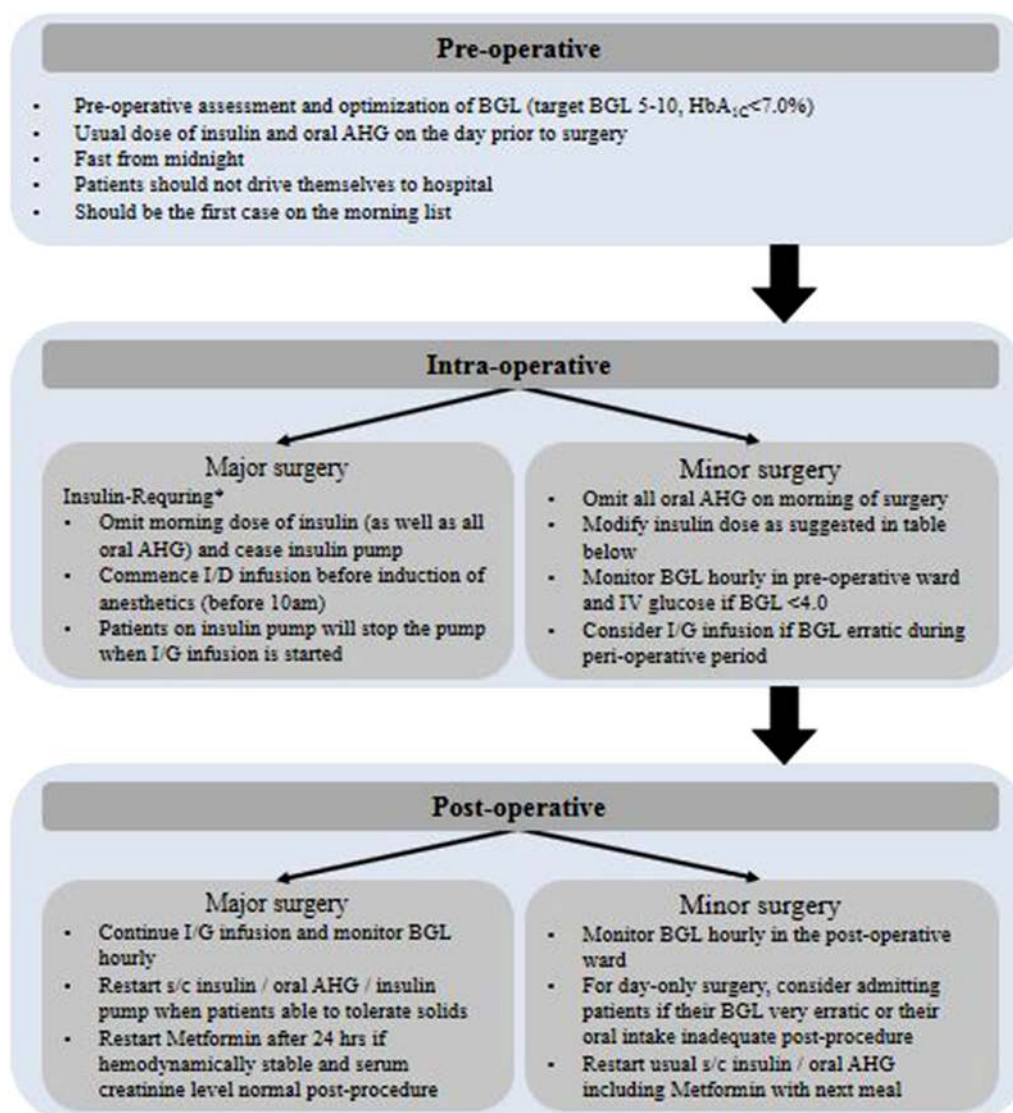 Pre-operative
• Pre-operative assessment and optimization of BGL (target BGL 5-10, HbA1C<7.0%)
• Usual dose of insulin and oral AHG on the day prior to surgery
• Fast from midnight
• Patients should not drive themselves to hospital
• Should be the first case on the morning list
Intra-operative
Major surgery
Insulin-Requring*
• Omit morning dose of insulin (as well as all
oral AHG) and cease insulin pump
• Commence I/D infusion before induction of
anesthetics (before 10am)
• Patients on insulin pump will stop the pump
when I/G infusion is started
Minor surgery
• Omit all oral AHG on morning of surgery
• Modify insulin dose as suggested in table
below
• Monitor BGL hourly in pre-operative ward
and IV glucose if BGL <4.0
• Consider I/G infusion if BGL erratic during
peri-operative period
Post-operative
Major surgery
• Continue I/G infusion and monitor BGL
hourly
• Restart s/c insulin / oral AHG / insulin
pump when patients able to tolerate solids
• Restart Metformin after 24 hrs if
hemodynamically stable and serum
creatinine level normal post-procedure
Minor surgery
• Monitor BGL hourly in the post-operative
ward
• For day-only surgery, consider admitting
patients if their BGL very erratic or their
oral intake inadequate post-procedure
• Restart usual s/c insulin / oral AHG
including Metformin with next meal